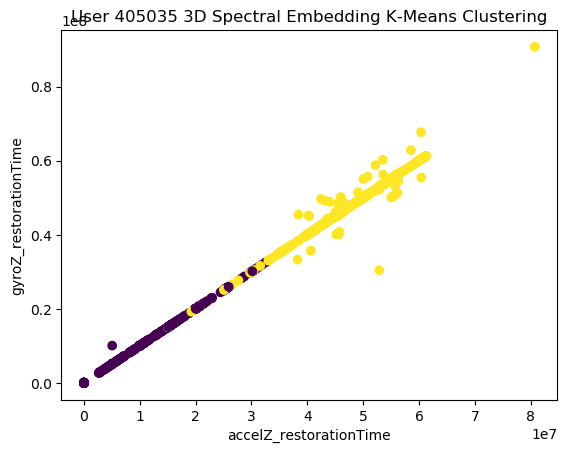 User 405035 3D Spectral Embedding K-Means Clustering
1e8
0.8
0.6
0.4
0.2
0.0
gyroZ_restorationTime
0 1 2 3 4 5 6 7 8
1e7
accelZ_restorationTime